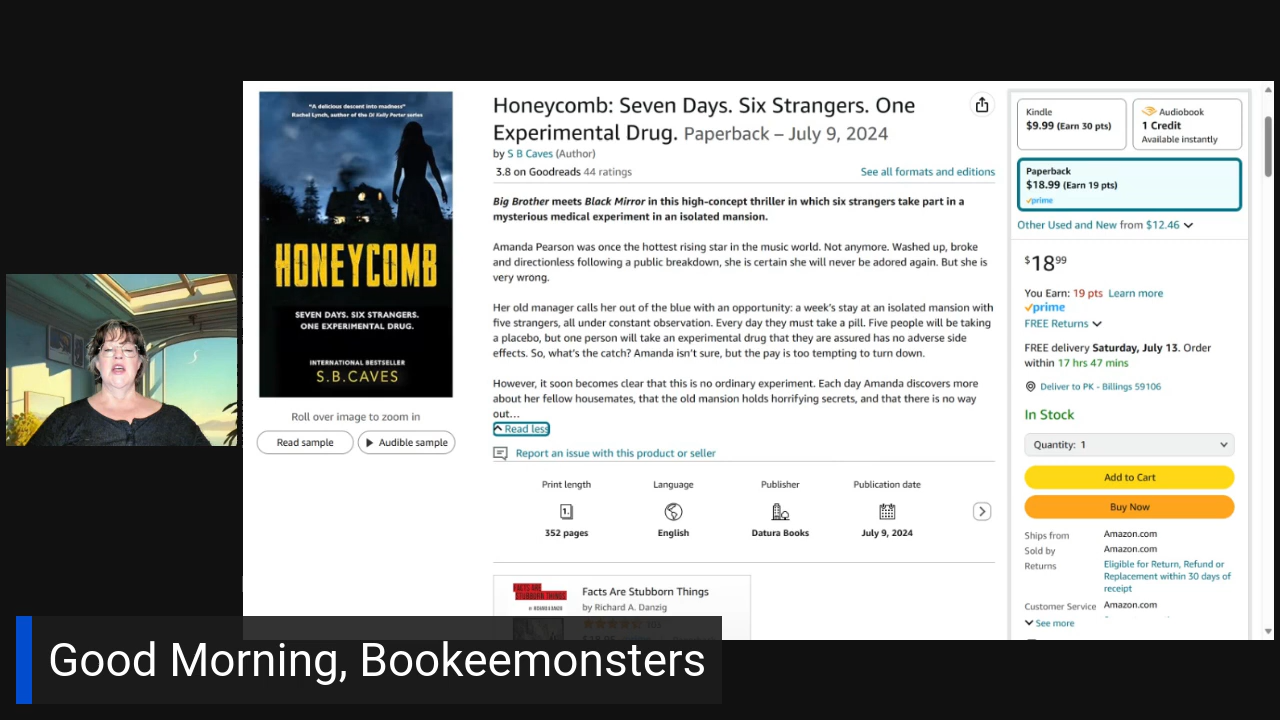 "A delicious descent into madness"
Rachel Lynch, author of the DI Kelly Porter series
HONEYCOMB
SEVEN DAYS. SIX STRANGERS.
ONE EXPERIMENTAL DRUG.
INTERNATIONAL BESTSELLER
S.B.CAVES
Roll over image to zoom in
Read sample
Audible sample
Honeycomb: Seven Days. Six Strangers. One
Experimental Drug. Paperback – July 9, 2024
by S B Caves (Author)
3.8 on Goodreads 44 ratings
See all formats and editions
Big Brother meets Black Mirror in this high-concept thriller in which six strangers take part in a
mysterious medical experiment in an isolated mansion.
Amanda Pearson was once the hottest rising star in the music world. Not anymore. Washed up, broke
and directionless following a public breakdown, she is certain she will never be adored again. But she is
very wrong.
Her old manager calls her out of the blue with an opportunity: a week's stay at an isolated mansion with
five strangers, all under constant observation. Every day they must take a pill. Five people will be taking
a placebo, but one person will take an experimental drug that they are assured has no adverse side
effects. So, what's the catch? Amanda isn't sure, but the pay is too tempting to turn down.
However, it soon becomes clear that this is no ordinary experiment. Each day Amanda discovers more
about her fellow housemates, that the old mansion holds horrifying secrets, and that there is no way
out…
Read less
Report an issue with this product or seller
Print length
Language
Publisher
Publication date
352 pages
English
Datura Books
July 9, 2024
FACTS ARE
STUBBORN THINGS
Facts Are Stubborn Things
by Richard A. Danzig
Kindle
$9.99 (Earn 30 pts)
Audiobook
1 Credit
Available instantly
Paperback
$18.99 (Earn 19 pts)
prime
Other Used and New from $12.46
$18 99
You Earn: 19 pts Learn more
prime
FREE Returns
FREE delivery Saturday, July 13. Order
within 17 hrs 47 mins
Deliver to PK - Billings 59106
In Stock
Quantity: 1
Add to Cart
Buy Now
Ships from Amazon.com
Sold by Amazon.com
Returns Eligible for Return, Refund or
Replacement within 30 days of
receipt
Customer Service Amazon.com
See more
Good Morning, Bookeemonsters